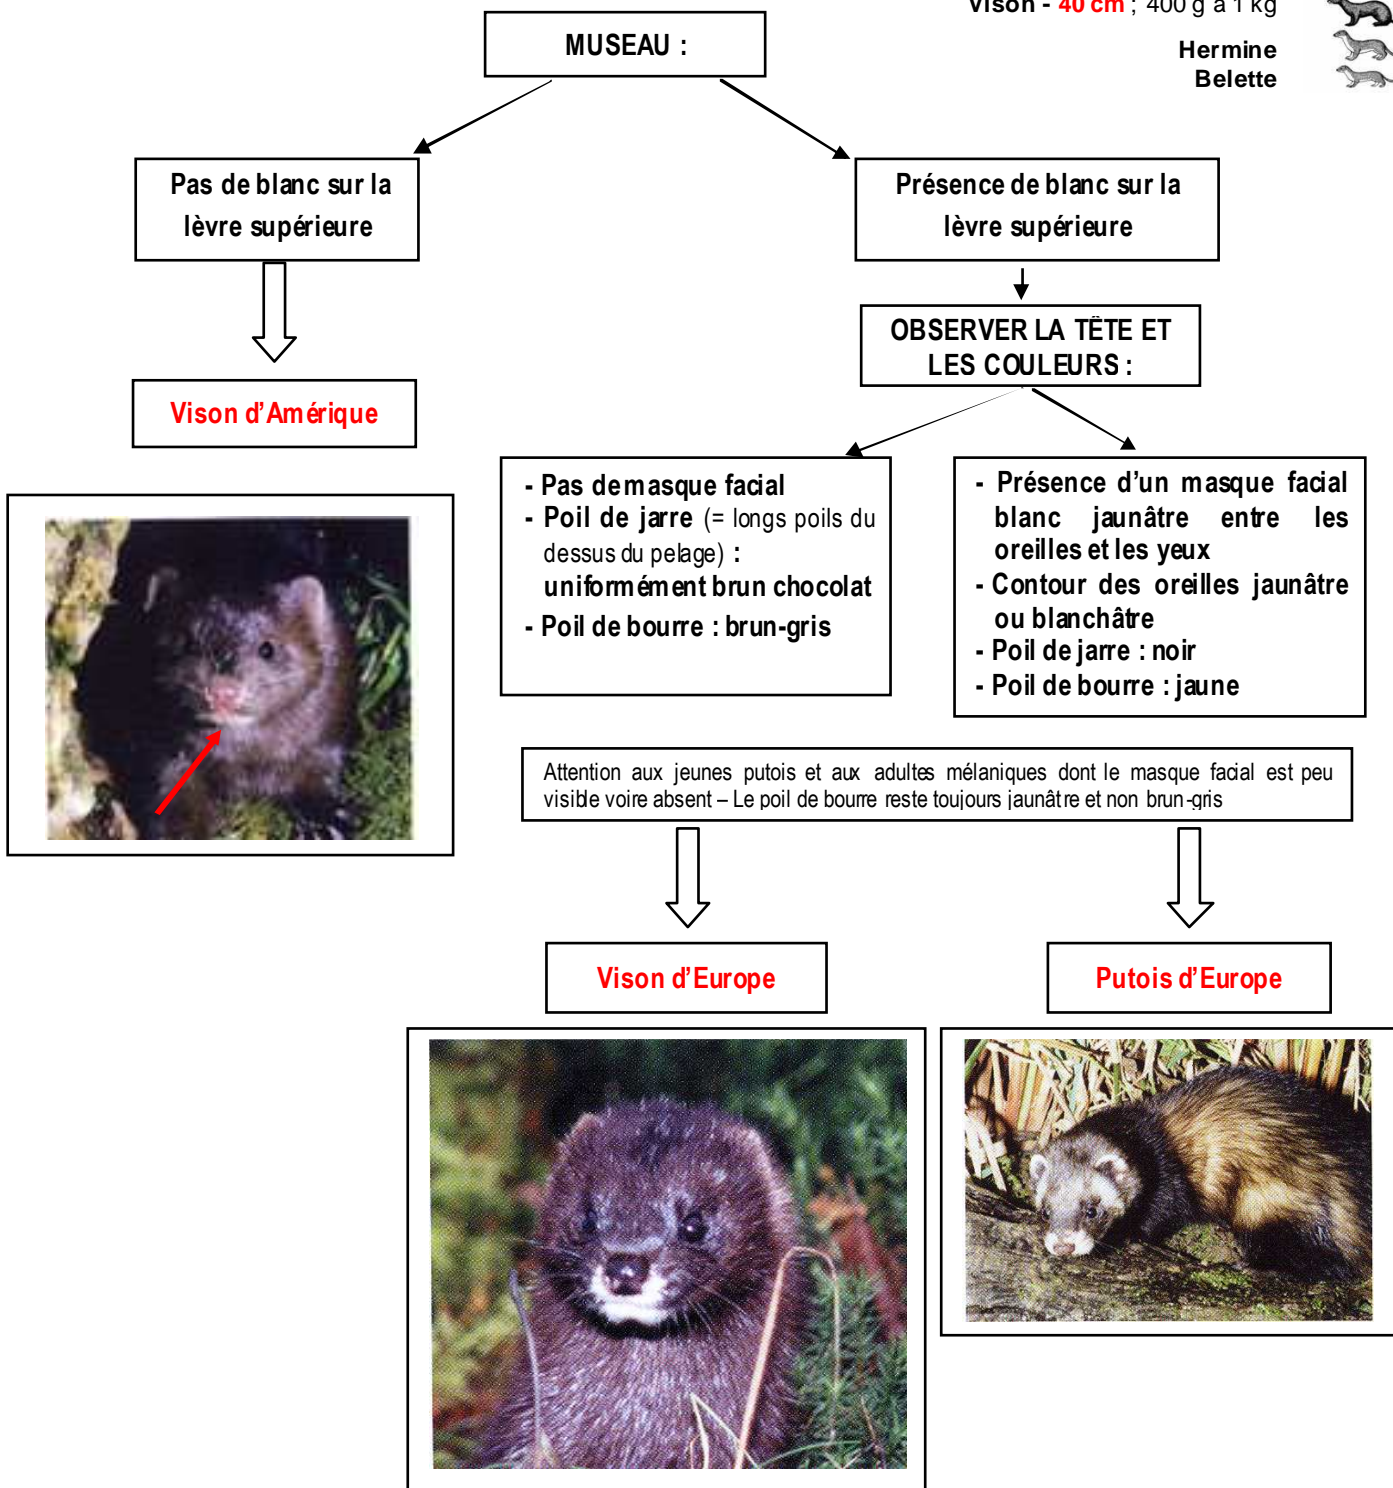 Vison - 40 cm ; 400 g à 1 kg
Hermine
Belette
MUSEAU :
Pas de blanc sur la
lèvre supérieure
Présence de blanc sur la
lèvre supérieure
OBSERVER LA TÊTE ET
LES COULEURS :
Vison d'Amérique
- Pas de masque facial
- Poil de jarre (= longs poils du
dessus du pelage) :
uniformément brun chocolat
- Poil de bourre : brun-gris
- Présence d'un masque facial
blanc jaunâtre entre les
oreilles et les yeux
- Contour des oreilles jaunâtre
ou blanchâtre
- Poil de jarre : noir
- Poil de bourre : jaune
Attention aux jeunes putois et aux adultes mélaniques dont le masque facial est peu
visible voire absent – Le poil de bourre reste toujours jaunâtre et non brun-gris
Vison d'Europe
Putois d'Europe